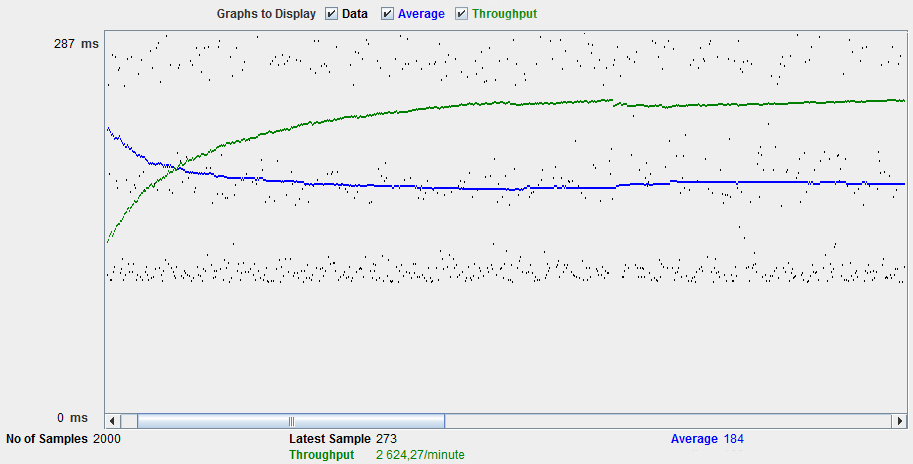 Graphs to Display Data Average Throughput
287 ms
0 ms
No of Samples 2000 Latest Sample 273 Average 184
Throughput 2 624,27/minute